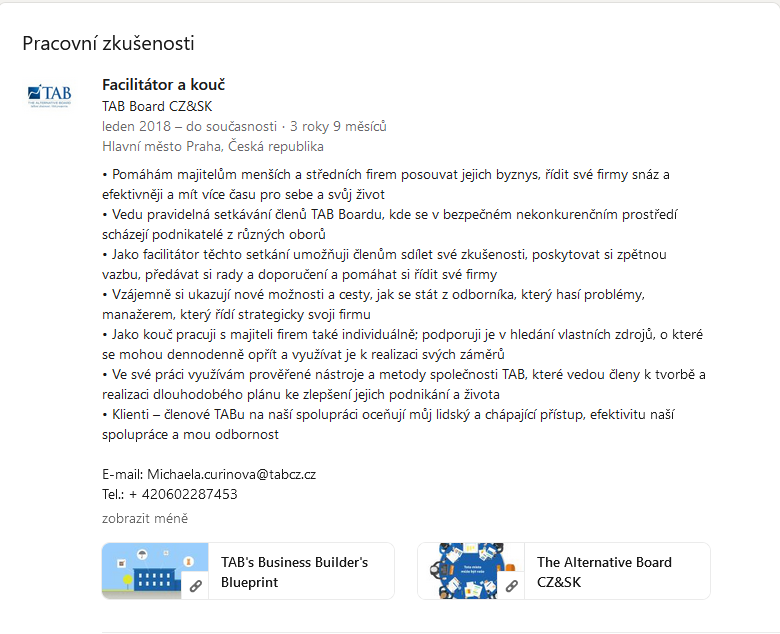 Pracovní zkušenosti
TAB
Facilitátor a kouč
TAB Board CZ&SK
leden 2018 – do současnosti · 3 roky 9 měsíců
Hlavní město Praha, Česká republika
• Pomáhám majitelům menších a středních firem posouvat jejich byznys, řídit své firmy snáz a
efektivněji a mít více času pro sebe a svůj život
• Vedu pravidelná setkávání členů TAB Boardu, kde se v bezpečném nekonkurenčním prostředí
scházejí podnikatelé z různých oborů
• Jako facilitátor těchto setkání umožňuji členům sdílet své zkušenosti, poskytovat si zpětnou
vazbu, předávat si rady a doporučení a pomáhat si řídit své firmy
• Vzájemně si ukazují nové možnosti a cesty, jak se stát z odborníka, který hasí problémy,
manažerem, který řídí strategicky svoji firmu
• Jako kouč pracuji s majiteli firem také individuálně; podporuji je v hledání vlastních zdrojů, o které
se mohou dennodenně opřít a využívat je k realizaci svých záměrů
• Ve své práci využívám prověřené nástroje a metody společnosti TAB, které vedou členy k tvorbě a
realizaci dlouhodobého plánu ke zlepšení jejich podnikání a života
• Klienti – členové TABu na naší spolupráci oceňují můj lidský a chápající přístup, efektivitu naší
spolupráce a mou odbornost
E-mail: Michaela.curinova@tabcz.cz
Tel.: + 420602287453
zobrazit méně
TAB's Business Builder's
Blueprint
The Alternative Board
CZ&SK